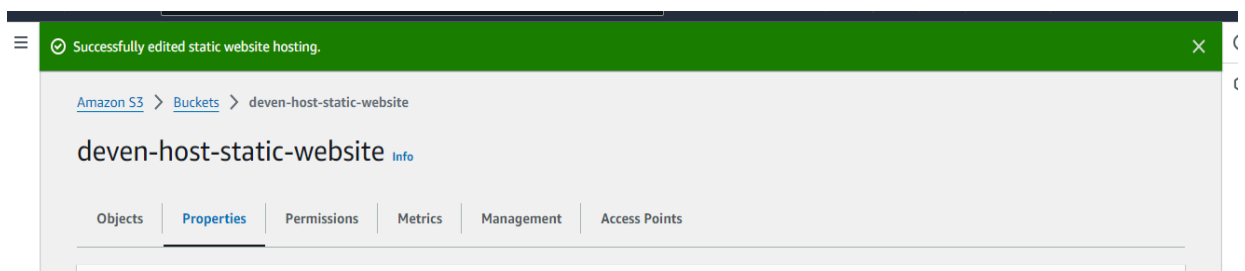 Successfully edited static website hosting.
Amazon S3 > Buckets > deven-host-static-website
deven-host-static-website Info
Objects Properties Permissions Metrics Management Access Points